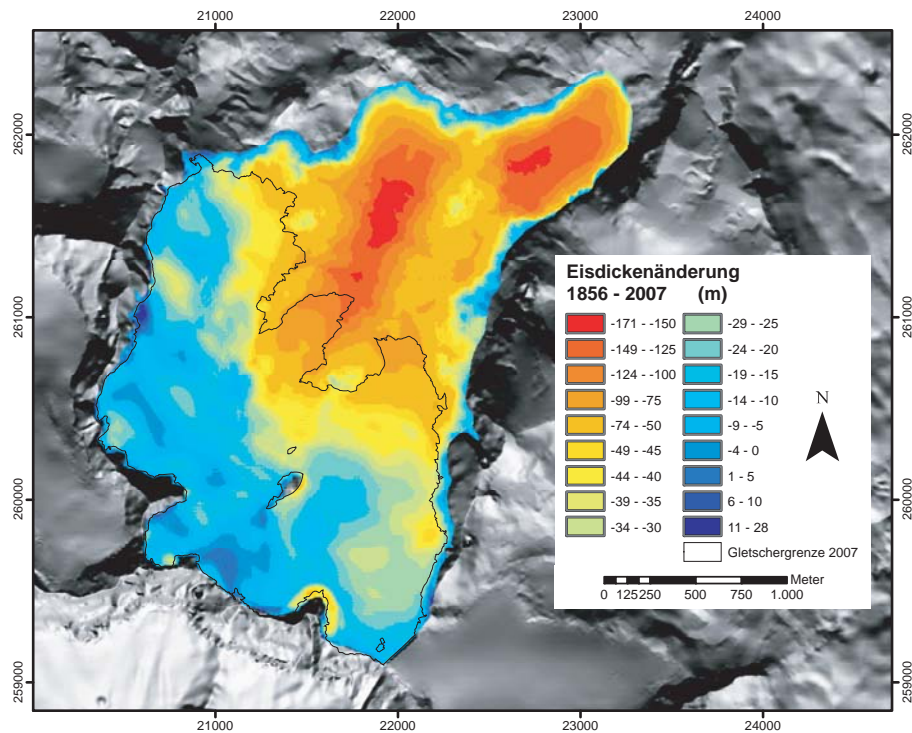 21000 22000 23000 24000
262000 262000
261000 261000
260000 260000
259000 259000
Eisdickenänderung
1856 - 2007 (m)
-171 - -150 -29 - -25
-149 - -125 -24 - -20
-124 - -100 -19 - -15
-99 - -75 -14 - -10
-74 - -50 -9 - -5
-49 - -45 -4 - 0
-44 - -40 1 - 5
-39 - -35 6 - 10
-34 - -30 11 - 28
Gletschergrenze 2007
Meter
0 125250 500 750 1.000
N
21000 22000 23000 24000